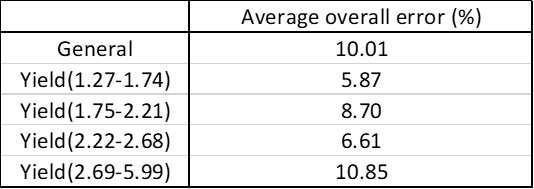 Average overall error (%)
General 10.01
Yield(1.27-1.74) 5.87
Yield(1.75-2.21) 8.70
Yield(2.22-2.68) 6.61
Yield(2.69-5.99) 10.85